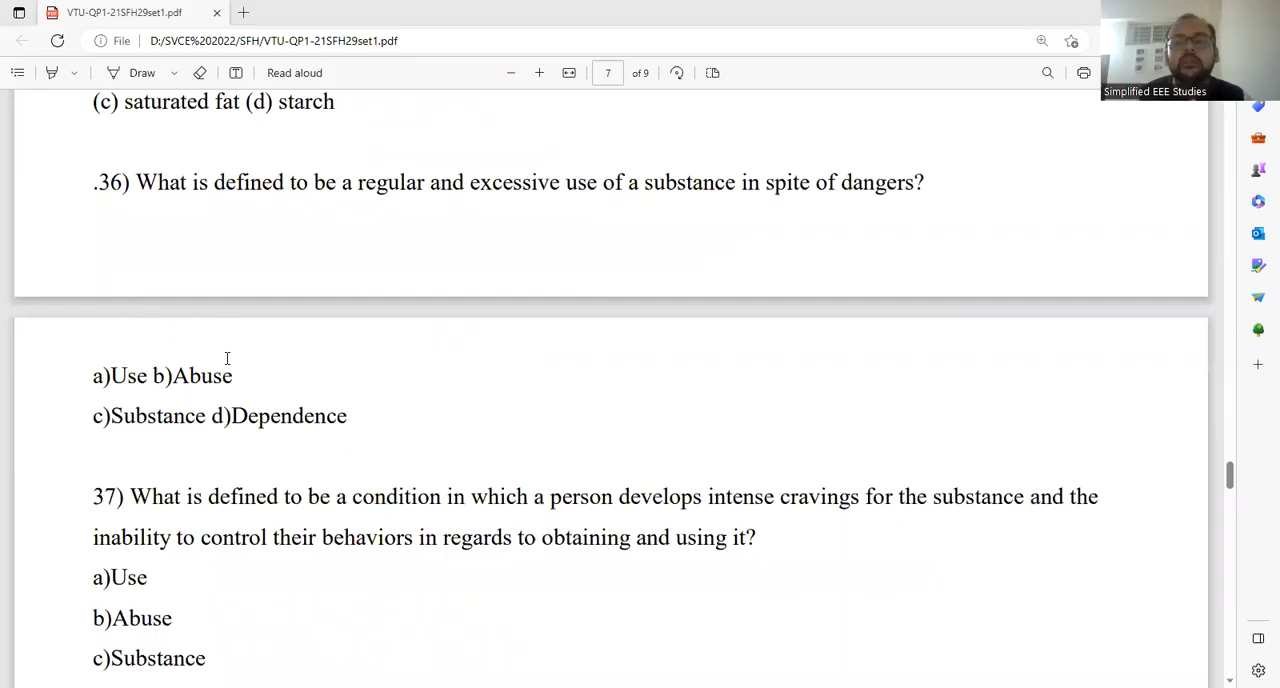 VTU-QP1-21SFH29set1.pdf
File D:/SVCE%202022/SFH/VTU-QP1-21SFH29set1.pdf
Draw Read aloud 7 of 9
Simplified EEE Studies
(c) saturated fat (d) starch
.36) What is defined to be a regular and excessive use of a substance in spite of dangers?
a)Use b)Abuse
c)Substance d)Dependence
37) What is defined to be a condition in which a person develops intense cravings for the substance and the
inability to control their behaviors in regards to obtaining and using it?
a)Use
b)Abuse
c)Substance